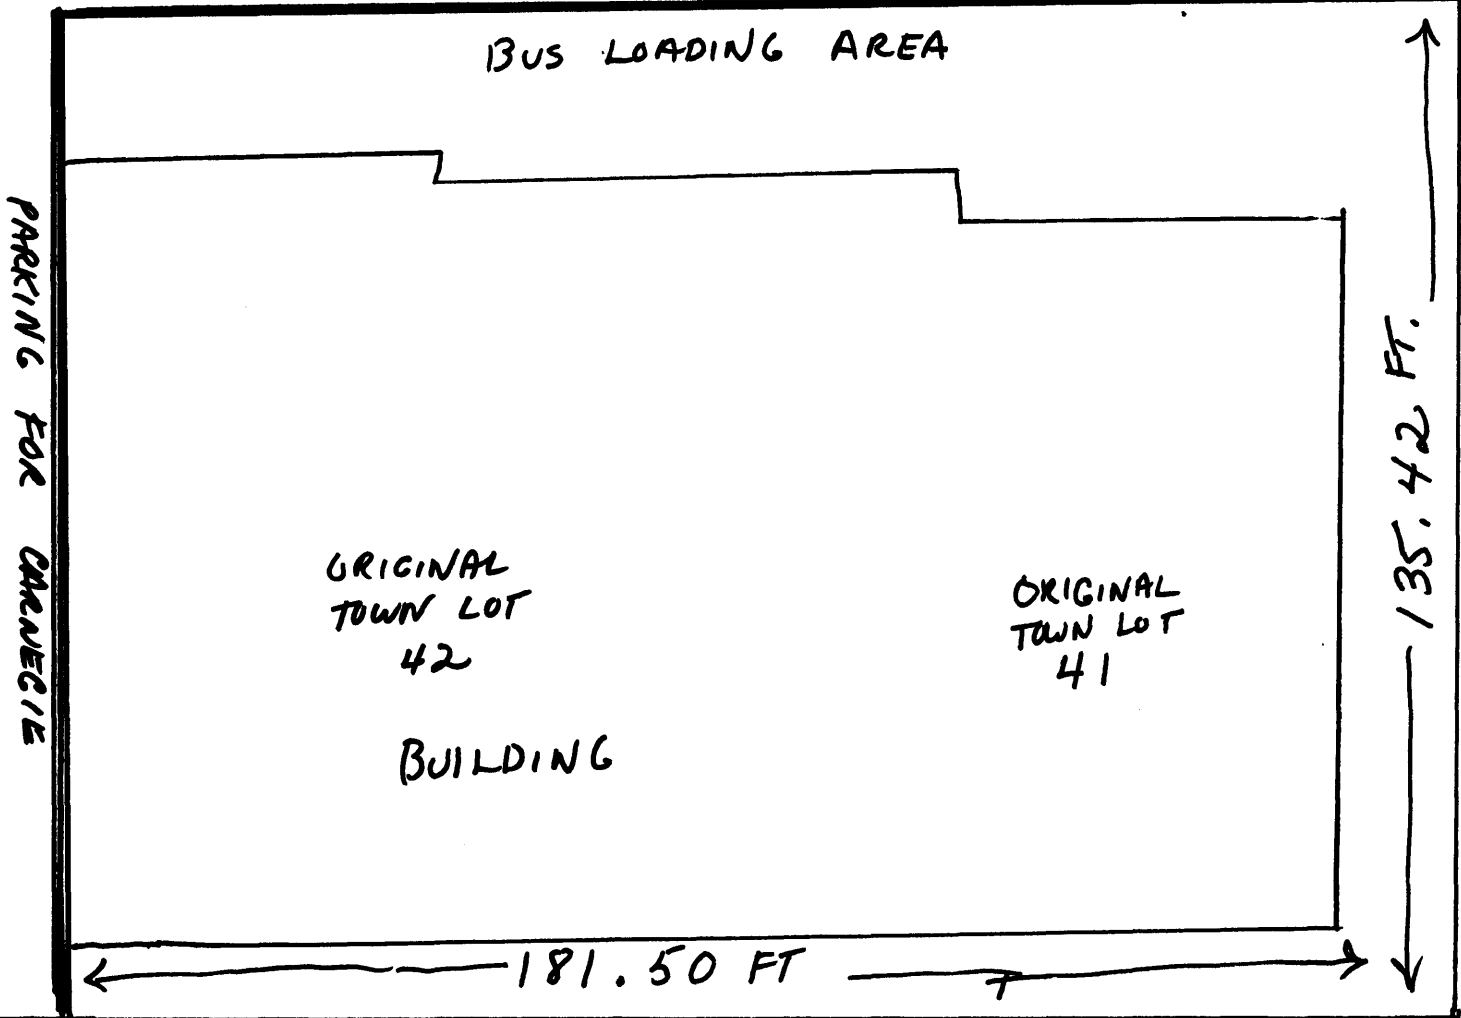 BUS LOADING AREA
PARKING FOR CARNEGIE
135.42 FT.
ORIGINAL
TOWN LOT
42
ORIGINAL
TOWN LOT
41
BUILDING
181.50 FT